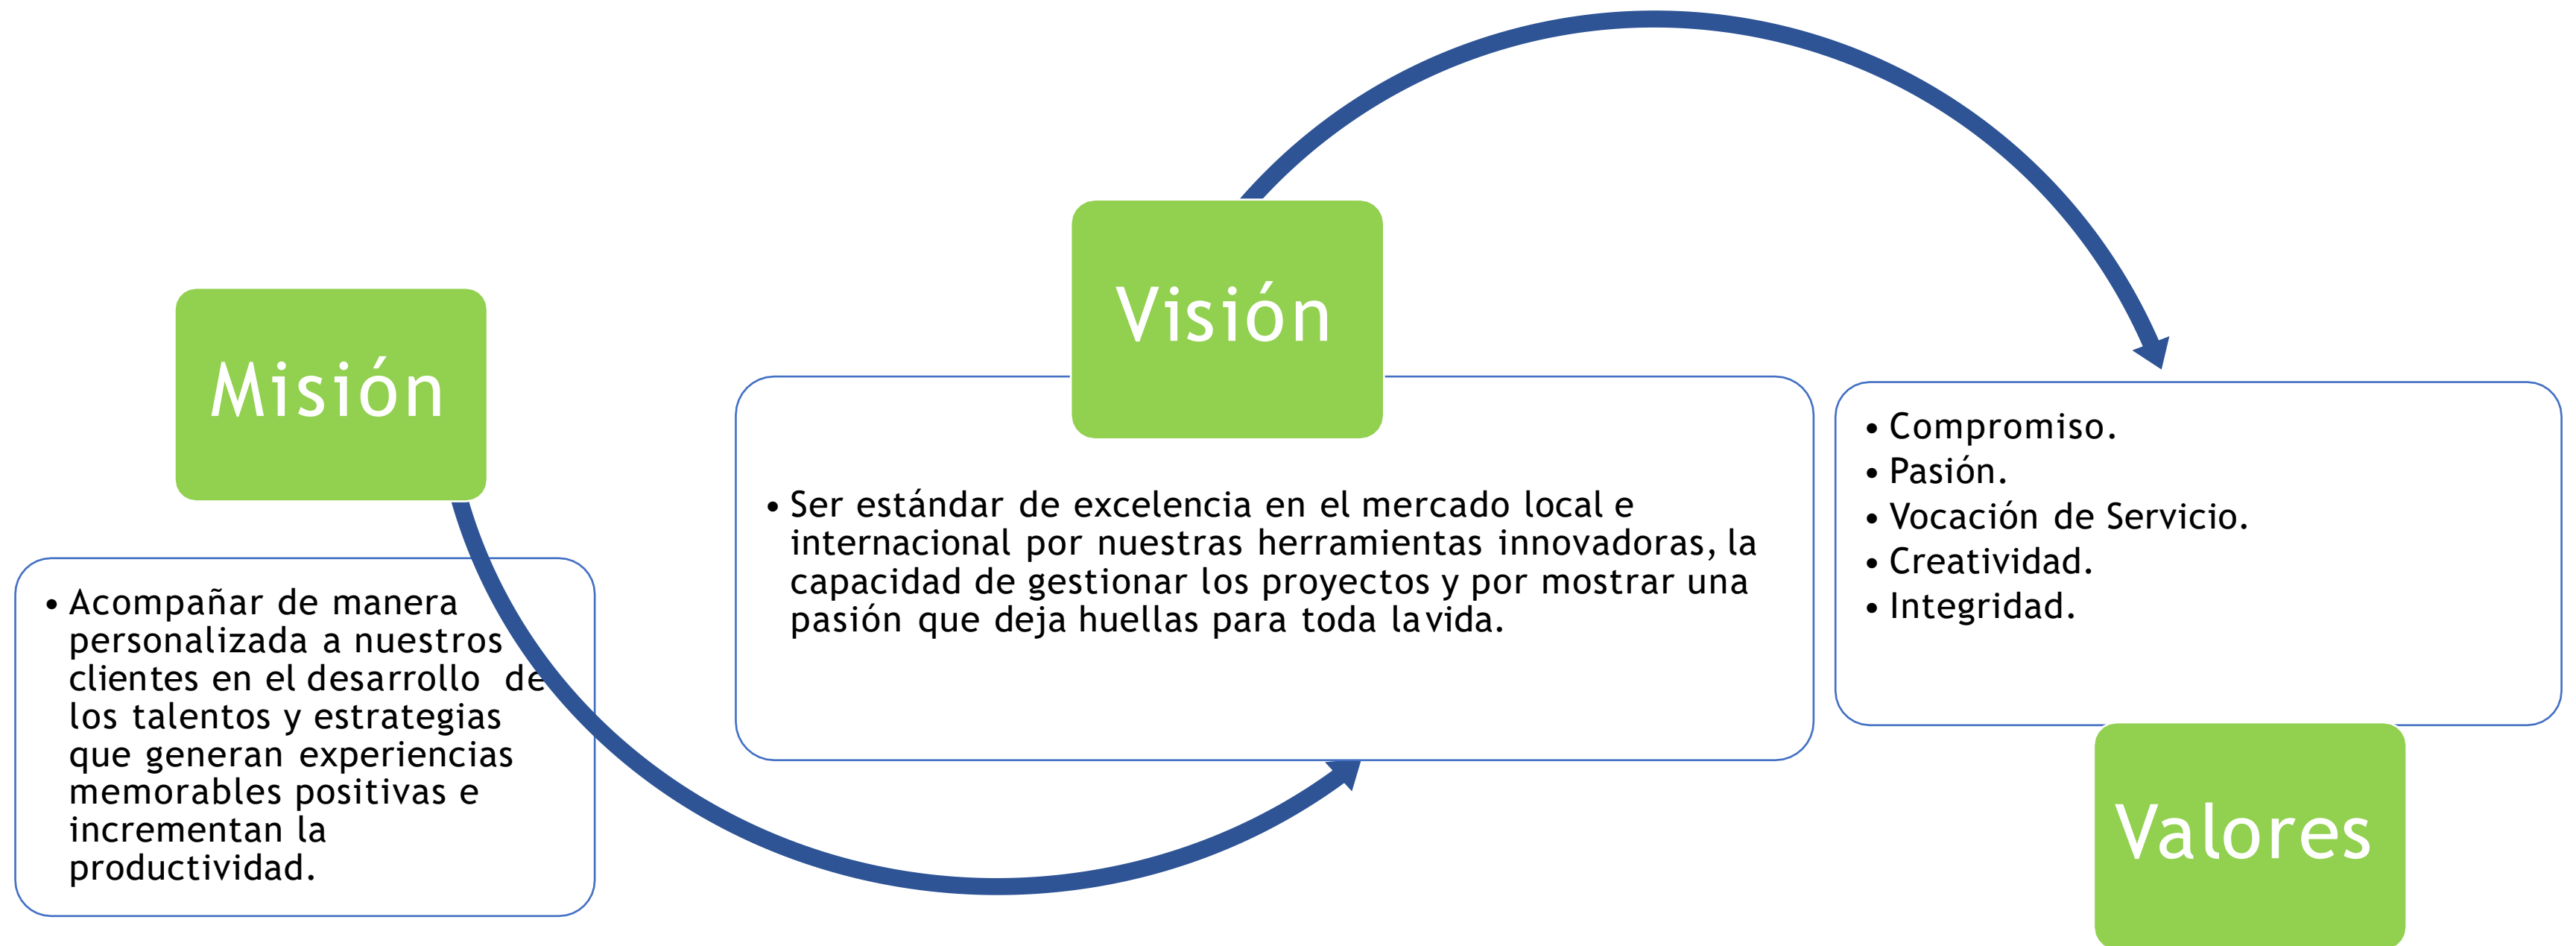 Misión
• Acompañar de manera
personalizada a nuestros
clientes en el desarrollo de
los talentos y estrategias
que generan experiencias
memorables positivas e
incrementan la
productividad.
Visión
• Ser estándar de excelencia en el mercado local e
internacional por nuestras herramientas innovadoras, la
capacidad de gestionar los proyectos y por mostrar una
pasión que deja huellas para toda la vida.
• Compromiso.
• Pasión.
• Vocación de Servicio.
• Creatividad.
• Integridad.
Valores